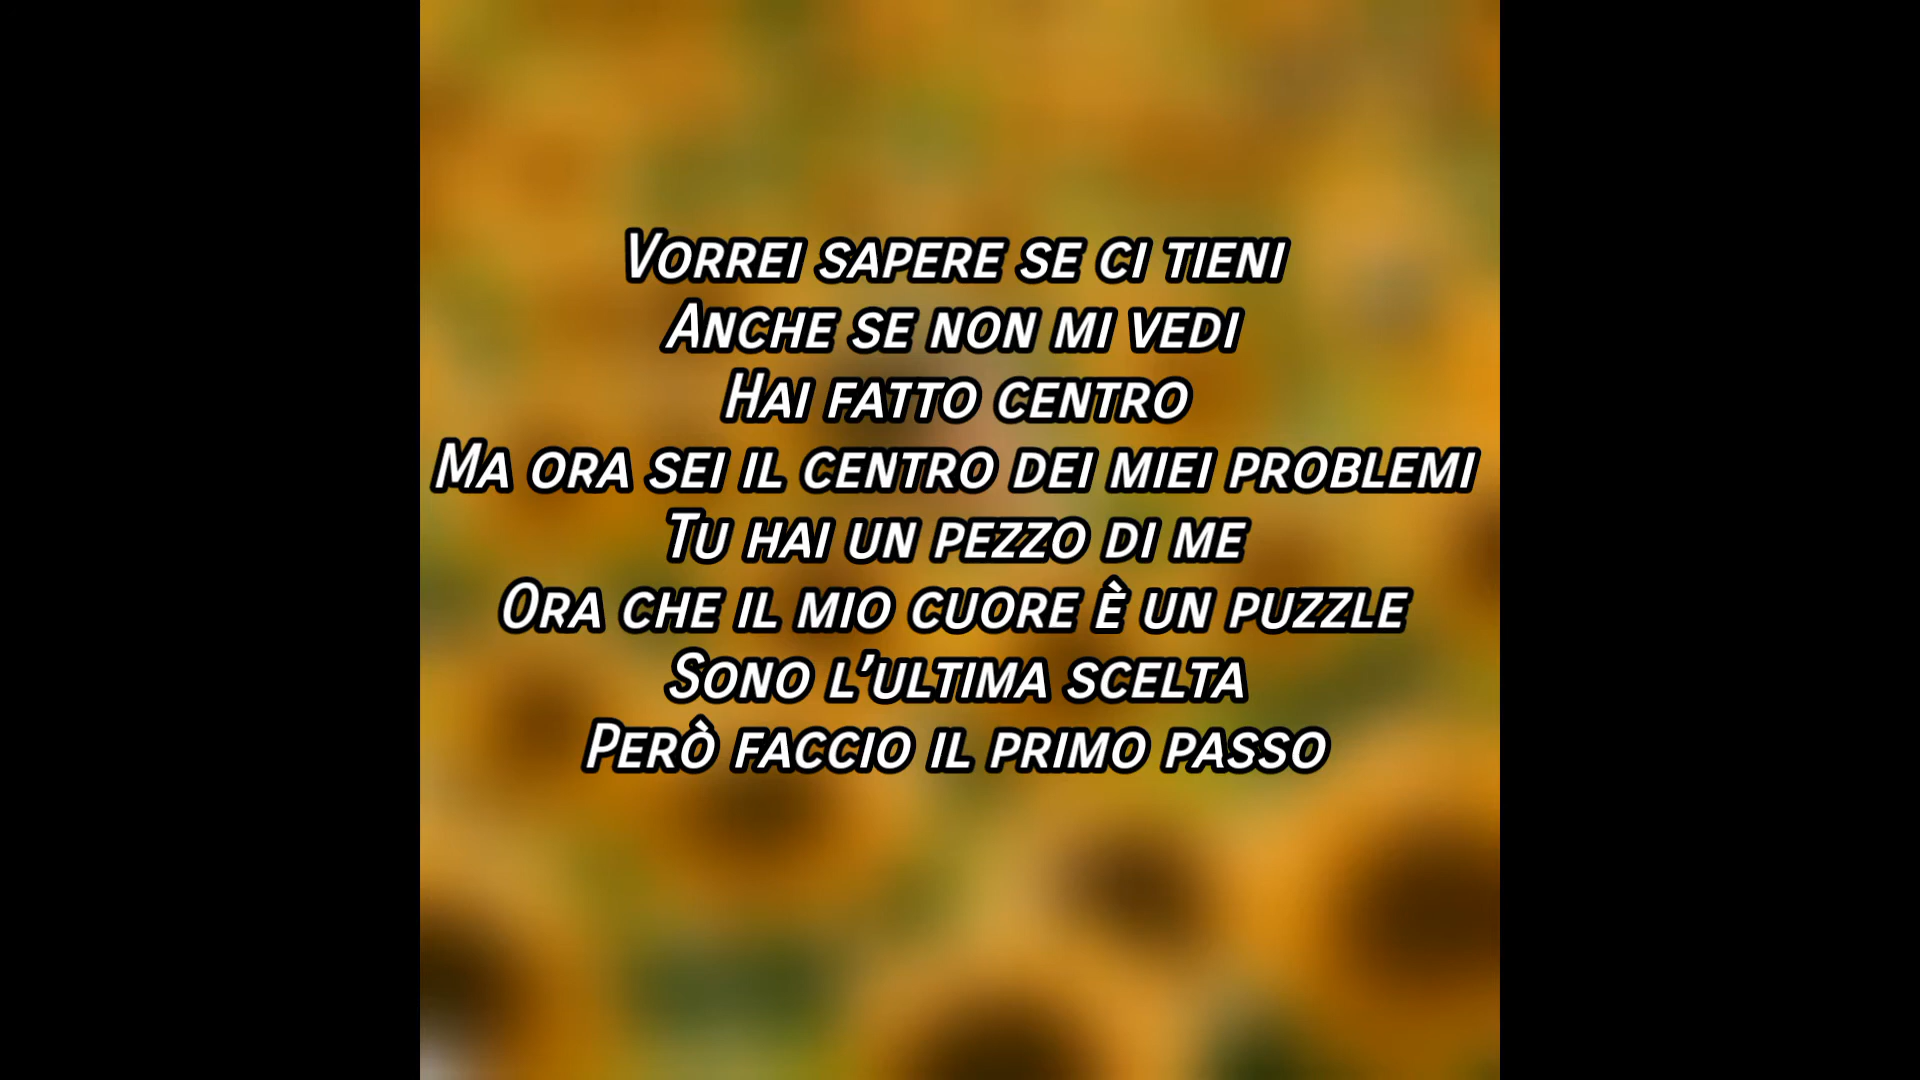 Vorrei sapere se ci tieni
Anche se non mi vedi
Hai fatto centro
Ma ora sei il centro dei miei problemi
Tu hai un pezzo di me
Ora che il mio cuore è un puzzle
Sono l'ultima scelta
Però faccio il primo passo